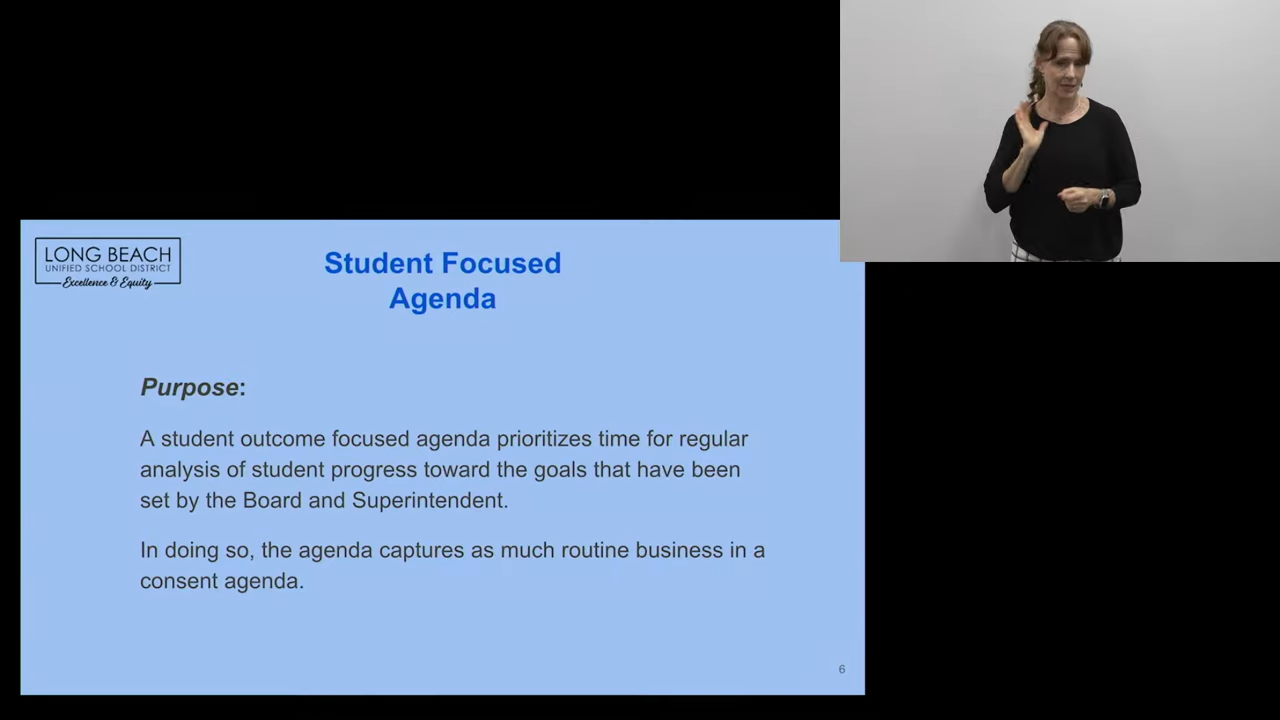 LONG BEACH
UNIFIED SCHOOL DISTRICT
Excellence & Equity
Student Focused
Agenda
Purpose:
A student outcome focused agenda prioritizes time for regular
analysis of student progress toward the goals that have been
set by the Board and Superintendent.
In doing so, the agenda captures as much routine business in a
consent agenda.
6